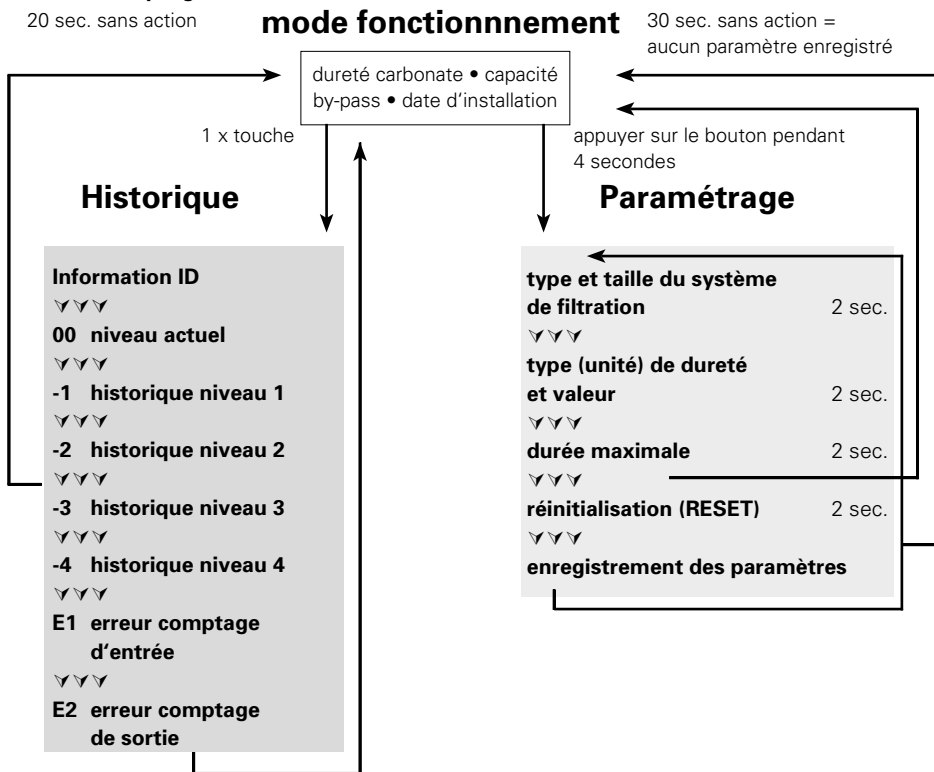 20 sec. sans action
mode fonctionnnement
30 sec. sans action =
aucun paramètre enregistré
dureté carbonate • capacité
by-pass • date d'installation
1 x touche
appuyer sur le bouton pendant
4 secondes
Historique
Information ID
00 niveau actuel
-1 historique niveau 1
-2 historique niveau 2
-3 historique niveau 3
-4 historique niveau 4
E1 erreur comptage
d'entrée
E2 erreur comptage
de sortie
Paramétrage
type et taille du système
de filtration 2 sec.
type (unité) de dureté
et valeur 2 sec.
durée maximale 2 sec.
réinitialisation (RESET) 2 sec.
enregistrement des paramètres